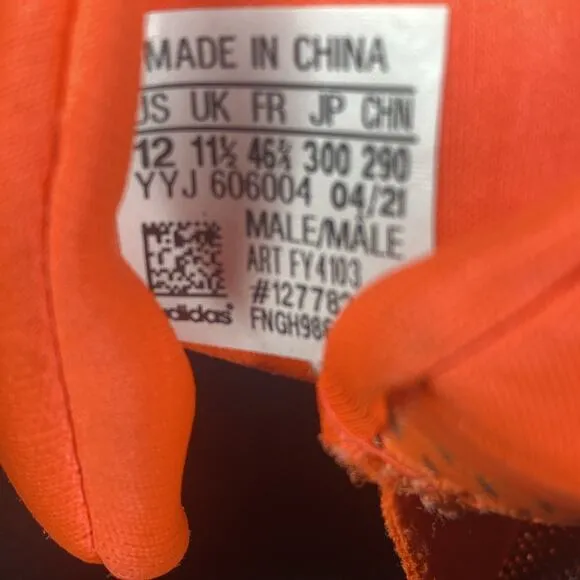 MADE IN CHINA
US UK FR JP CHN
12 11½ 46⅔ 300 290
YYJ 606004 04/21
MALE/MÂLE
ART FY4103
adidas